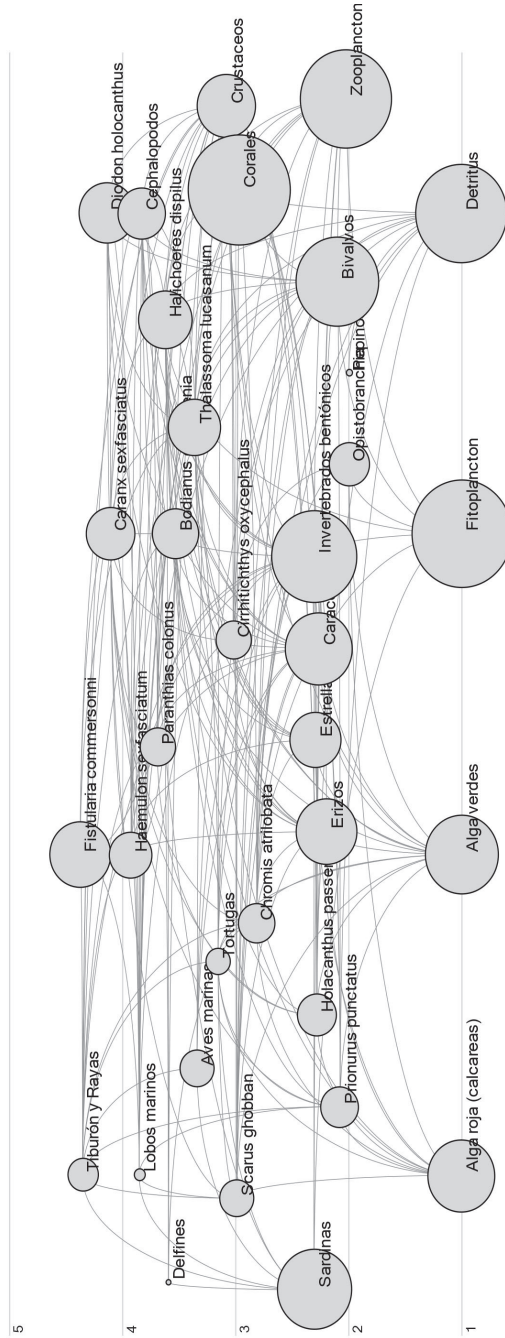 5
Tiburón y Rayas
Fistularia commersonni
Caranx sexfasciatus
Diodon holocanthus
4
Lobos marinos
Haemulon sexfasciatum
Cephalopodos
Delfines
Paranthias colonus
Bodianus
Halichoeres dispilus
Aves marinas
Thalassoma lucasanum
Tortugas
Crustaceos
3
Scarus ghobban
Cirrhitichthys oxycephalus
Corales
Chromis atrilobata
Sardinas
Holacanthus passer
Estrella
Invertebrados bentónicos
Erizos
Bivalvos
Prionurus punctatus
Opistobranchia
Zooplancton
2
1
Alga roja (calcareas)
Alga verdes
Fitoplancton
Detritus